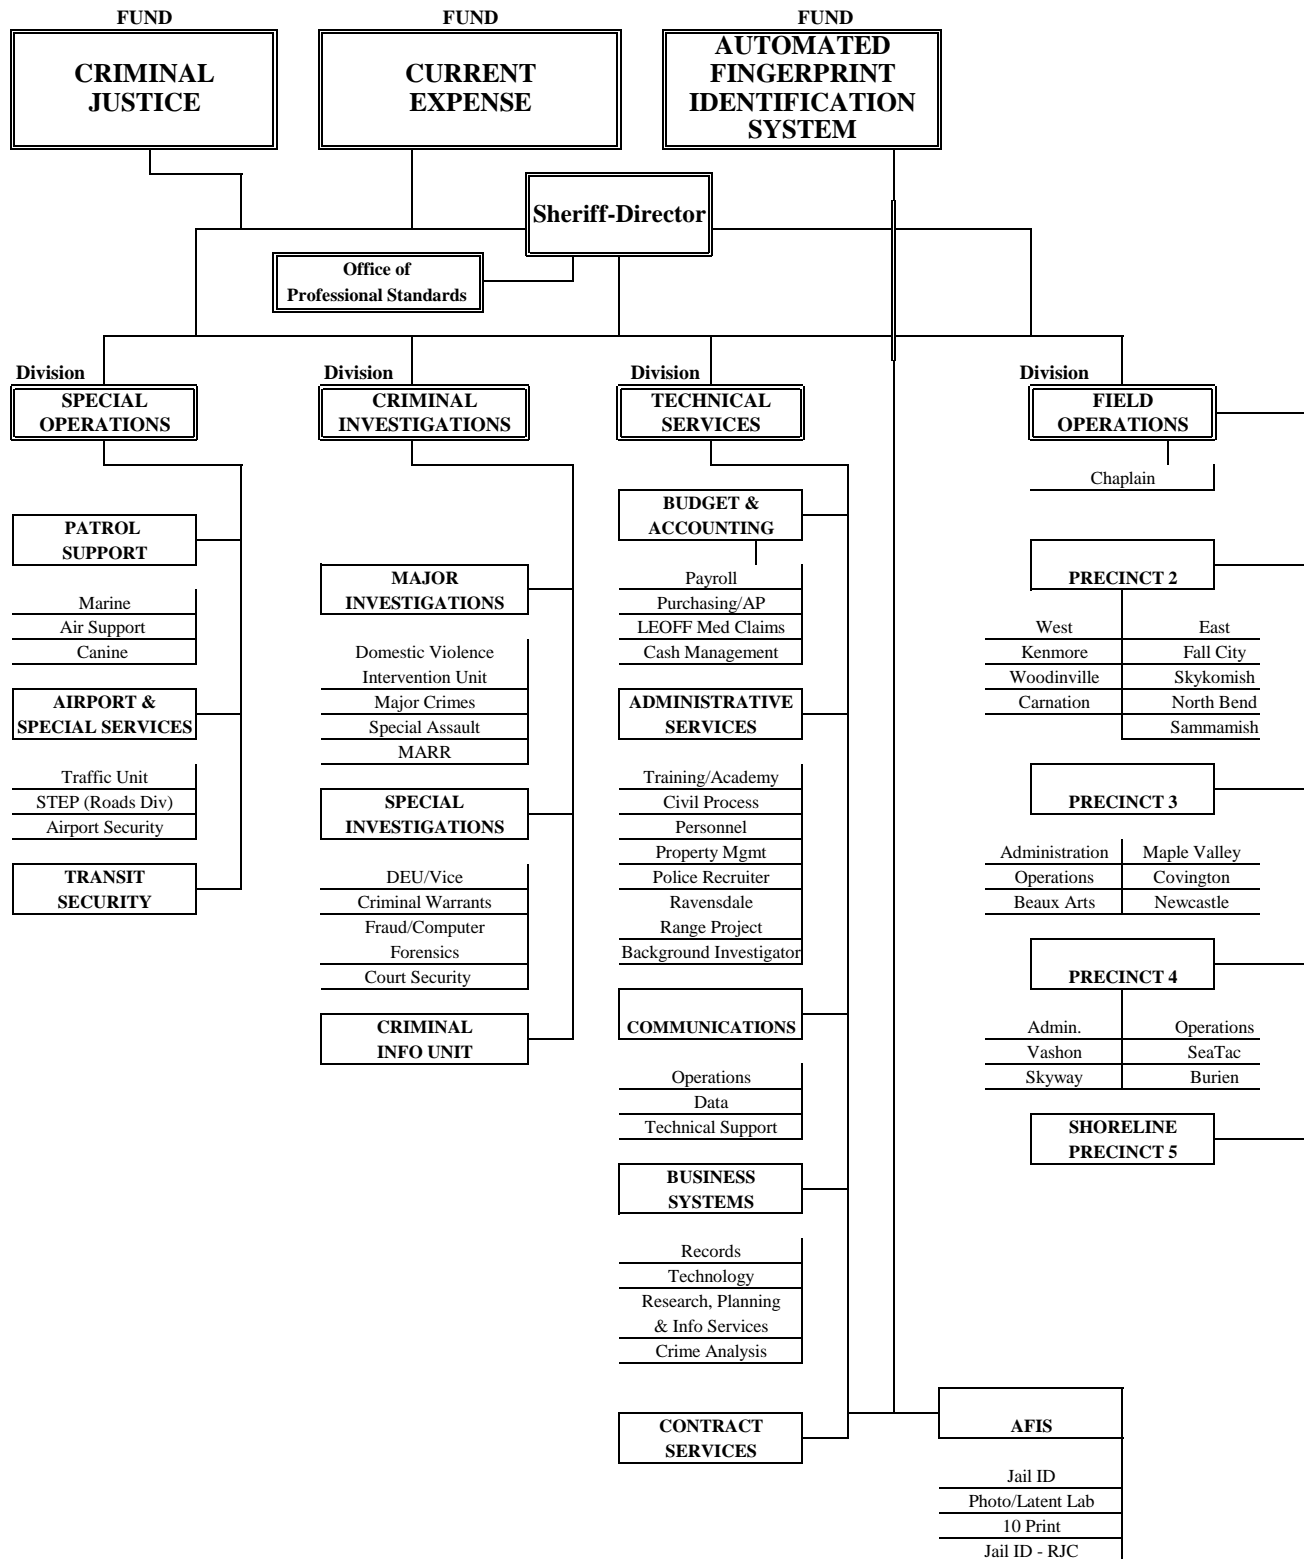 FUND
CRIMINAL
JUSTICE
FUND
CURRENT
EXPENSE
FUND
AUTOMATED
FINGERPRINT
IDENTIFICATION
SYSTEM
Sheriff-Director
Office of
Professional Standards
Division
SPECIAL
OPERATIONS
PATROL
SUPPORT
Marine
Air Support
Canine
AIRPORT &
SPECIAL SERVICES
Traffic Unit
STEP (Roads Div)
Airport Security
TRANSIT
SECURITY
Division
CRIMINAL
INVESTIGATIONS
MAJOR
INVESTIGATIONS
Domestic Violence
Intervention Unit
Major Crimes
Special Assault
MARR
SPECIAL
INVESTIGATIONS
DEU/Vice
Criminal Warrants
Fraud/Computer
Forensics
Court Security
CRIMINAL
INFO UNIT
Division
TECHNICAL
SERVICES
BUDGET &
ACCOUNTING
Payroll
Purchasing/AP
LEOFF Med Claims
Cash Management
ADMINISTRATIVE
SERVICES
Training/Academy
Civil Process
Personnel
Property Mgmt
Police Recruiter
Ravensdale
Range Project
Background Investigator
COMMUNICATIONS
Operations
Data
Technical Support
BUSINESS
SYSTEMS
Records
Technology
Research, Planning
& Info Services
Crime Analysis
CONTRACT
SERVICES
AFIS
Jail ID
Photo/Latent Lab
10 Print
Jail ID - RJC
Division
FIELD
OPERATIONS
Chaplain
PRECINCT 2
West
Kenmore
Woodinville
Carnation
East
Fall City
Skykomish
North Bend
Sammamish
PRECINCT 3
Administration
Operations
Beaux Arts
Maple Valley
Covington
Newcastle
PRECINCT 4
Admin.
Vashon
Skyway
Operations
SeaTac
Burien
SHORELINE
PRECINCT 5